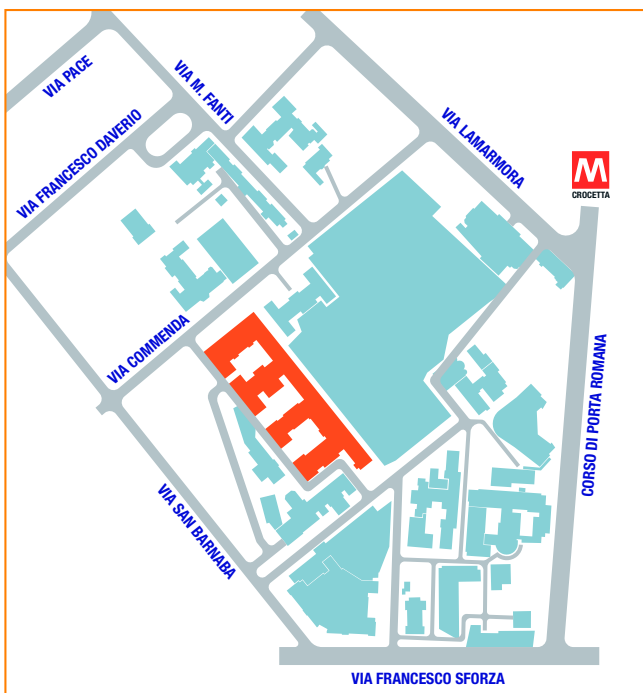 VIA PACE
VIA M. FANTI
VIA FRANCESCO DAVERIO
VIA LAMARMORA
M
CROCETTA
VIA COMMENDA
CORSO DI PORTA ROMANA
VIA SAN BARNABA
VIA FRANCESCO SFORZA